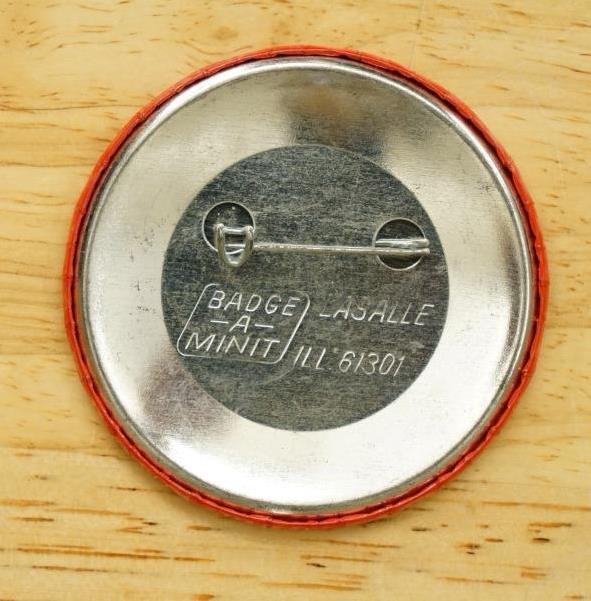 BADGE
-A-
MINIT
LASALLE
ILL 61301